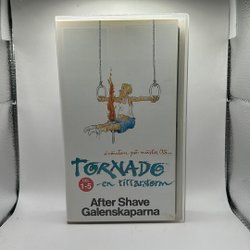 TORNADO
1-5
en tittarstorm
After Shave
Galenskaparna